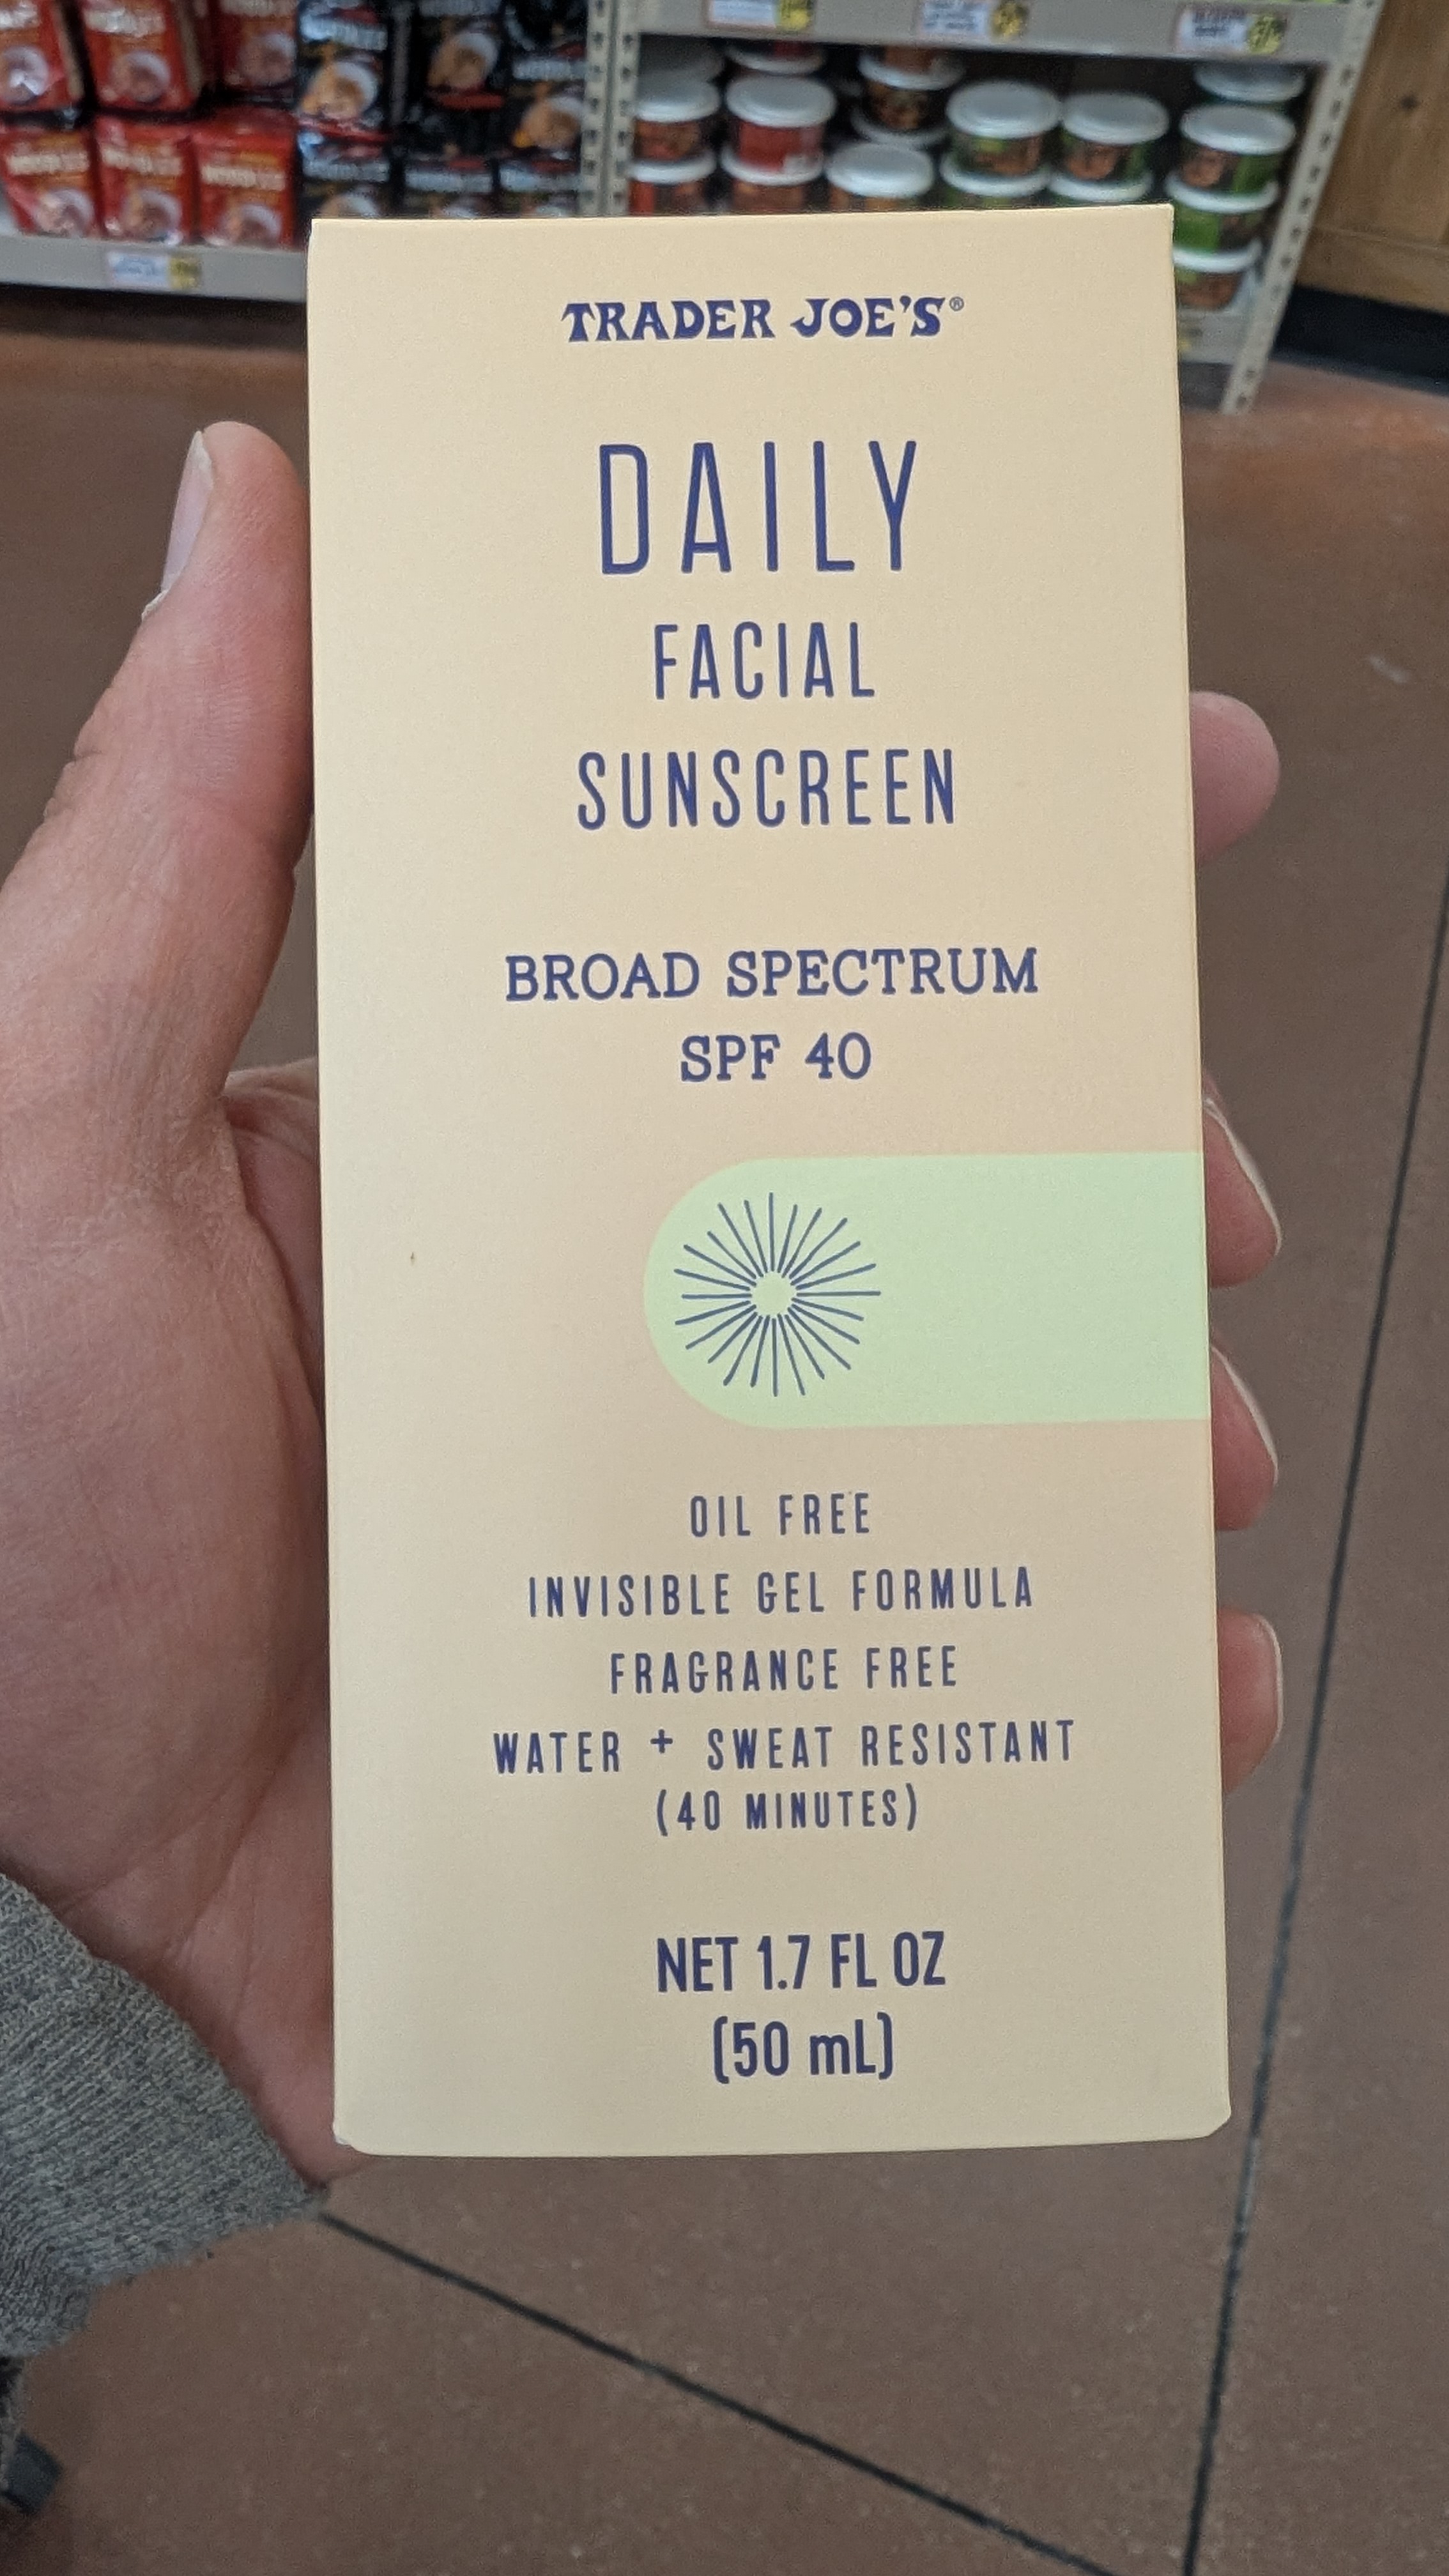 TRADER JOE'S®
DAILY
FACIAL
SUNSCREEN
BROAD SPECTRUM
SPF 40
OIL FREE
INVISIBLE GEL FORMULA
FRAGRANCE FREE
WATER + SWEAT RESISTANT
(40 MINUTES)
NET 1.7 FL OZ
(50 mL)